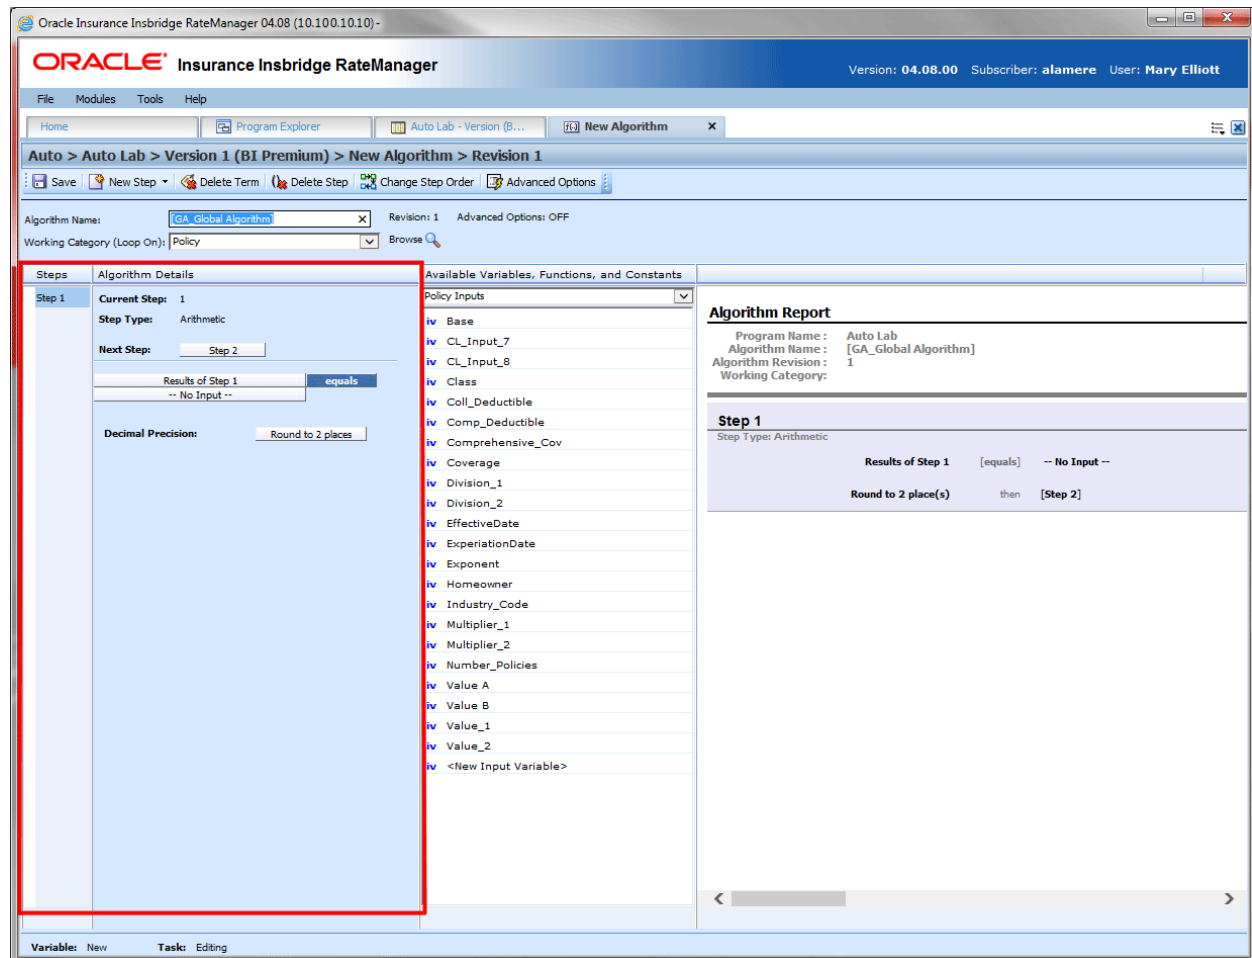 Oracle Insurance Insbridge RateManager 04.08 (10.100.10.10) -
ORACLE Insurance Insbridge RateManager
Version: 04.08.00 Subscriber: alamere User: Mary Elliott
File Modules Tools Help
Home Program Explorer Auto Lab - Version (B... f(x) New Algorithm X
Auto > Auto Lab > Version 1 (BI Premium) > New Algorithm > Revision 1
Save New Step Delete Term Delete Step Change Step Order Advanced Options
Algorithm Name: [GA_Global Algorithm] X Revision: 1 Advanced Options: OFF
Working Category (Loop On): Policy Browse
Steps Algorithm Details Available Variables, Functions, and Constants
Step 1
Current Step: 1
Step Type: Arithmetic
Next Step: Step 2
Results of Step 1 equals
-- No Input --
Decimal Precision: Round to 2 places
Policy Inputs
iv Base
iv CL_Input_7
iv CL_Input_8
iv Class
iv Coll_Deductible
iv Comp_Deductible
iv Comprehensive_Cov
iv Coverage
iv Division_1
iv Division_2
iv EffectiveDate
iv ExperiationDate
iv Exponent
iv Homeowner
iv Industry_Code
iv Multiplier_1
iv Multiplier_2
iv Number_Policies
iv Value A
iv Value B
iv Value_1
iv Value_2
iv <New Input Variable>
Algorithm Report
Program Name : Auto Lab
Algorithm Name : [GA_Global Algorithm]
Algorithm Revision : 1
Working Category:
Step 1
Step Type: Arithmetic
Results of Step 1 [equals] -- No Input --
Round to 2 place(s) then [Step 2]
Variable: New Task: Editing